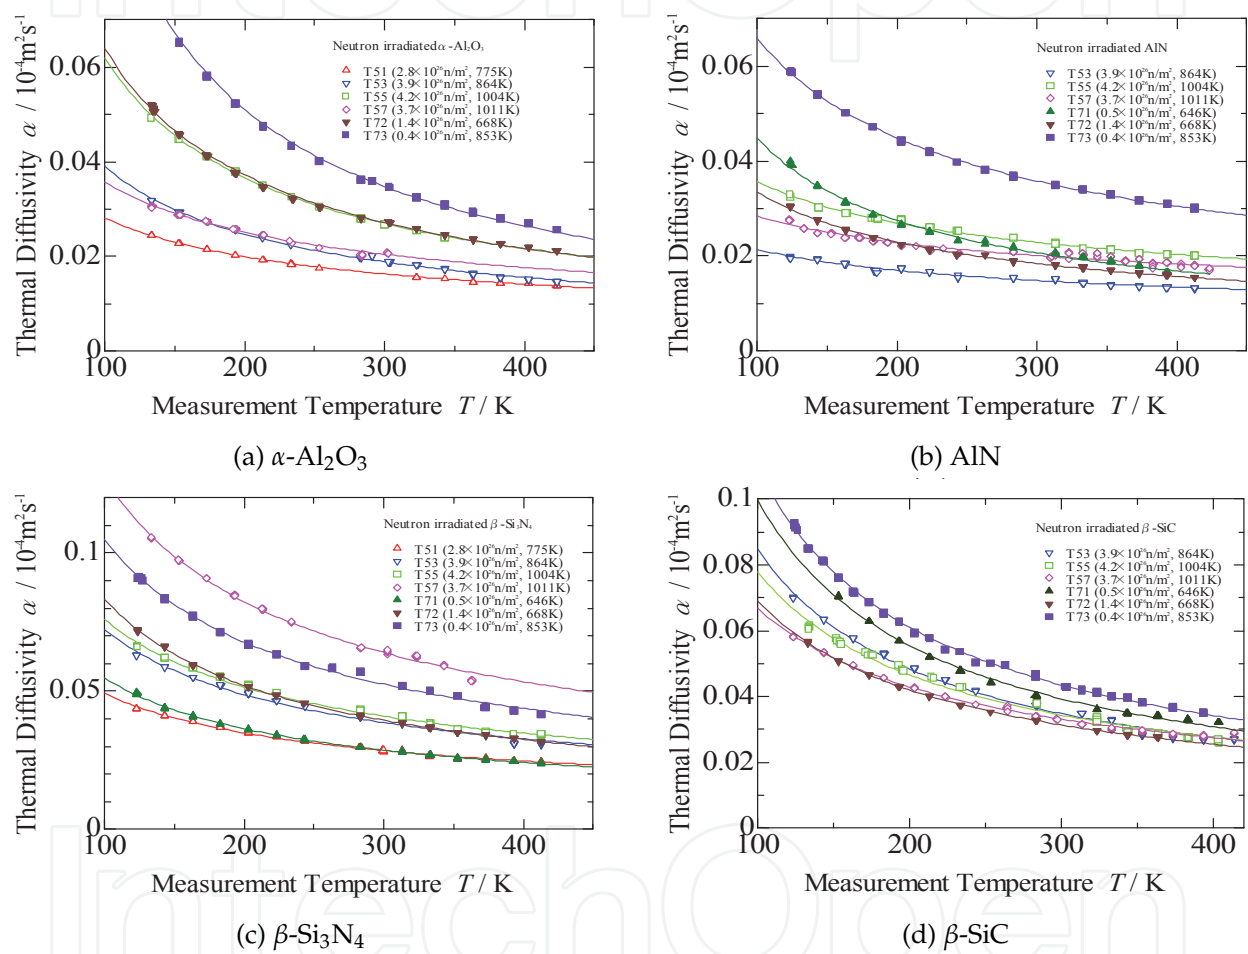 Thermal Diffusivity α / 10⁻⁴m²s⁻¹
0.06
0.04
0.02
0
Neutron irradiated α-Al₂O₃
T51 (2.8×10²⁶n/m², 775K)
T53 (3.9×10²⁶n/m², 864K)
T55 (4.2×10²⁶n/m², 1004K)
T57 (3.7×10²⁶n/m², 1011K)
T72 (1.4×10²⁶n/m², 668K)
T73 (0.4×10²⁶n/m², 853K)
100 200 300 400
Measurement Temperature T / K
(a) α-Al₂O₃
Thermal Diffusivity α / 10⁻⁴m²s⁻¹
0.06
0.04
0.02
0
Neutron irradiated AlN
T53 (3.9×10²⁶n/m², 864K)
T55 (4.2×10²⁶n/m², 1004K)
T57 (3.7×10²⁶n/m², 1011K)
T71 (0.5×10²⁶n/m², 646K)
T72 (1.4×10²⁶n/m², 668K)
T73 (0.4×10²⁶n/m², 853K)
100 200 300 400
Measurement Temperature T / K
(b) AlN
Thermal Diffusivity α / 10⁻⁴m²s⁻¹
0.1
0.05
0
Neutron irradiated β-Si₃N₄
T51 (2.8×10²⁶n/m², 775K)
T53 (3.9×10²⁶n/m², 864K)
T55 (4.2×10²⁶n/m², 1004K)
T57 (3.7×10²⁶n/m², 1011K)
T71 (0.5×10²⁶n/m², 646K)
T72 (1.4×10²⁶n/m², 668K)
T73 (0.4×10²⁶n/m², 853K)
100 200 300 400
Measurement Temperature T / K
(c) β-Si₃N₄
Thermal Diffusivity α / 10⁻⁴m²s⁻¹
0.1
0.08
0.06
0.04
0.02
0
Neutron irradiated β-SiC
T53 (3.9×10²⁶n/m², 864K)
T55 (4.2×10²⁶n/m², 1004K)
T57 (3.7×10²⁶n/m², 1011K)
T71 (0.5×10²⁶n/m², 646K)
T72 (1.4×10²⁶n/m², 668K)
T73 (0.4×10²⁶n/m², 853K)
100 200 300 400
Measurement Temperature T / K
(d) β-SiC
IntechOpen